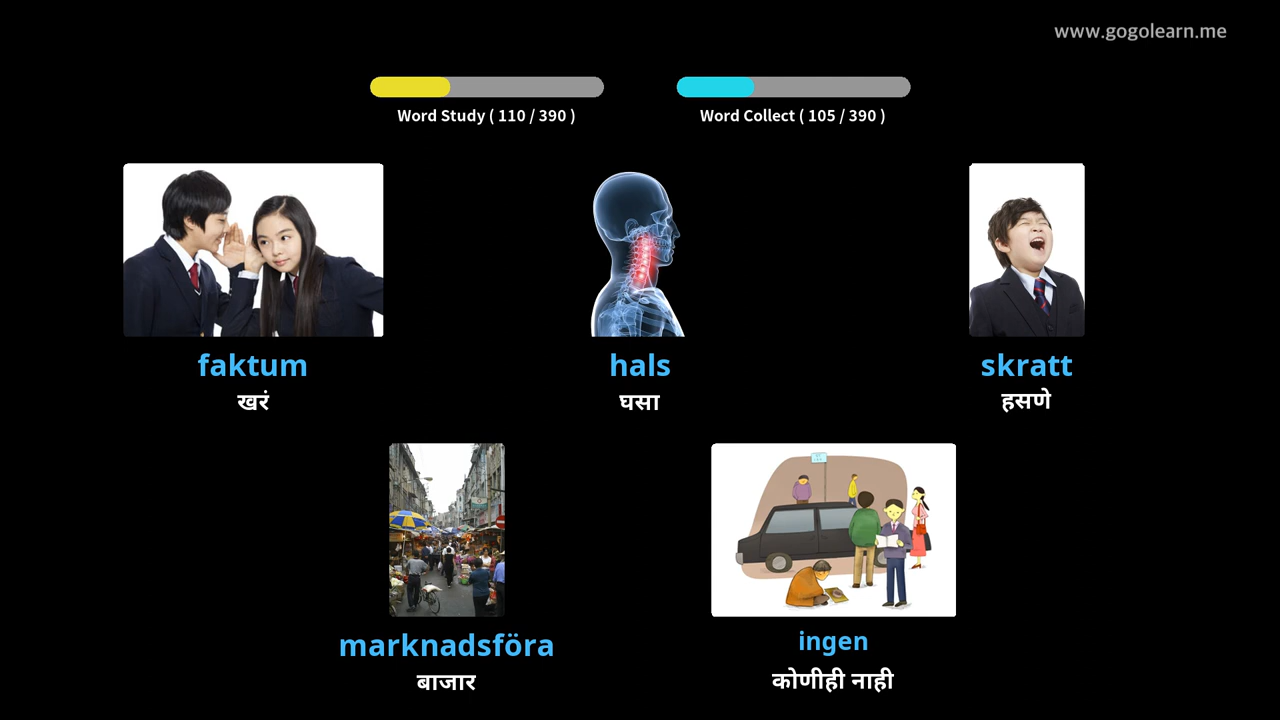 www.gogolearn.me
Word Study ( 110 / 390 )
Word Collect ( 105 / 390 )
faktum
खरं
hals
घसा
skratt
हसणे
marknadsföra
बाजार
ingen
कोणीही नाही